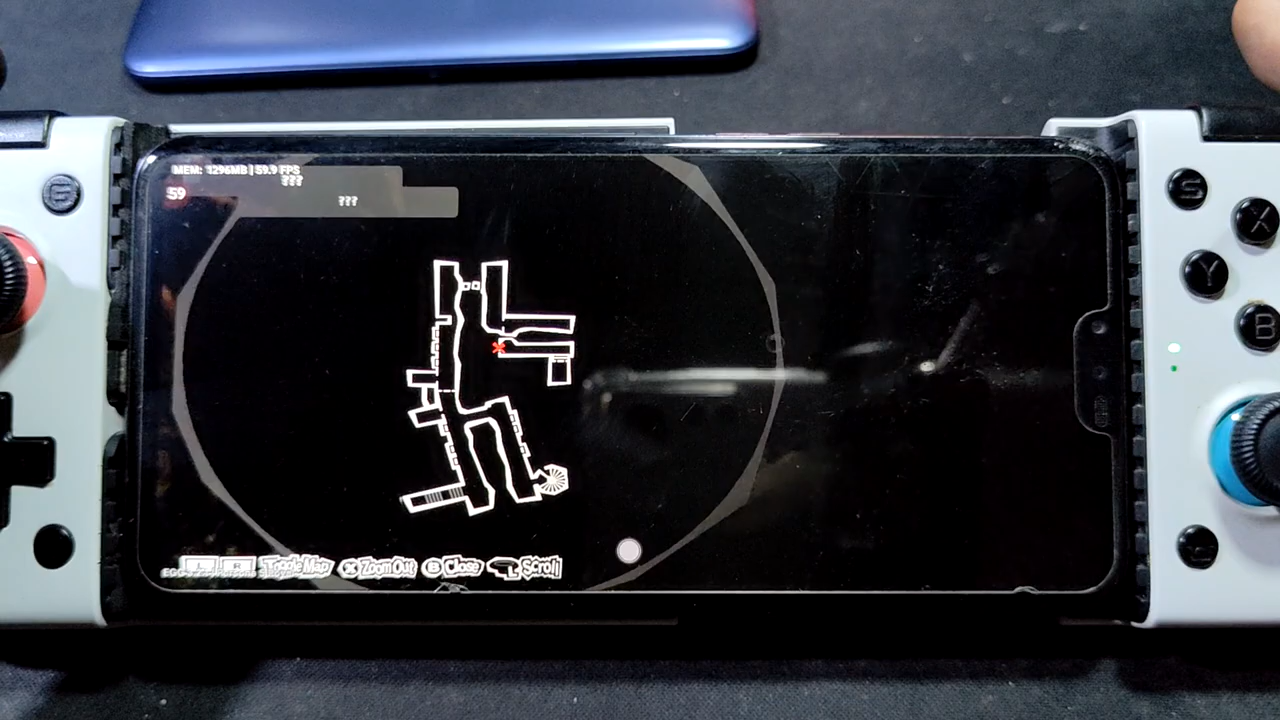 MEM: 1296MB | 59.9 FPS
???
59
???
L R Toggle Map X Zoom Out B Close L Scroll
S
X
Y
B